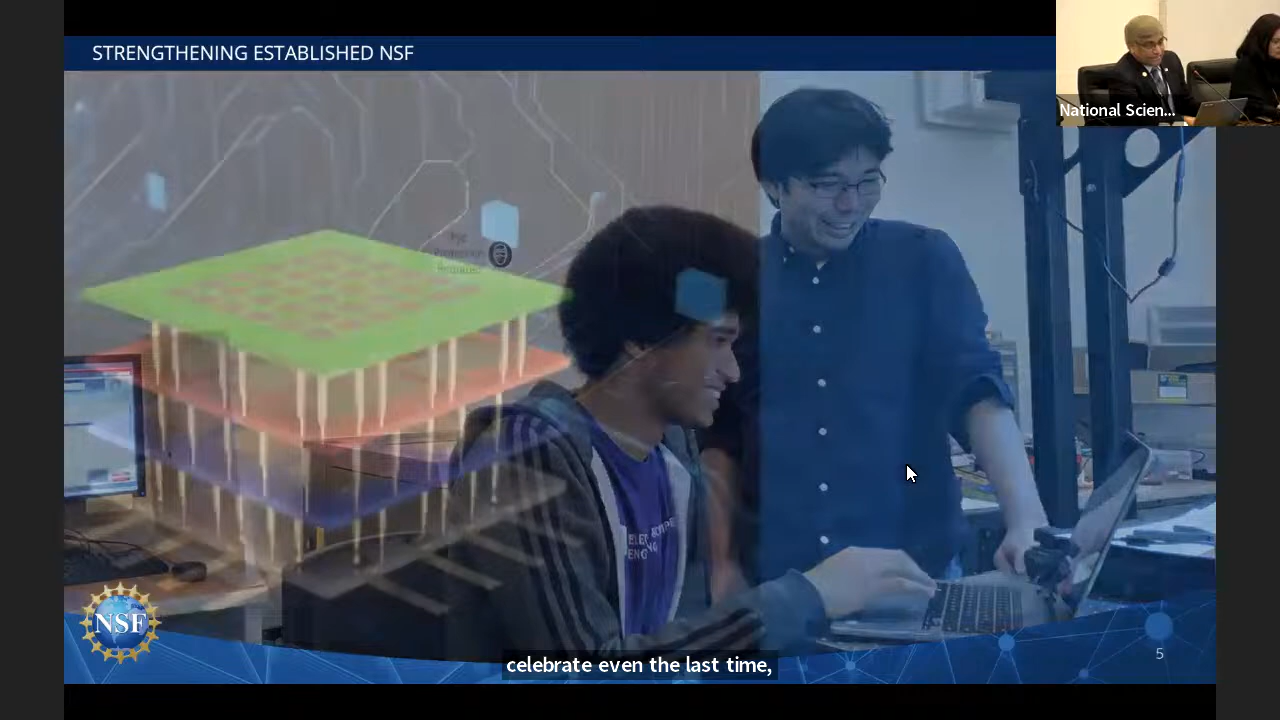 STRENGTHENING ESTABLISHED NSF
National Scien...
NSF
5
celebrate even the last time,